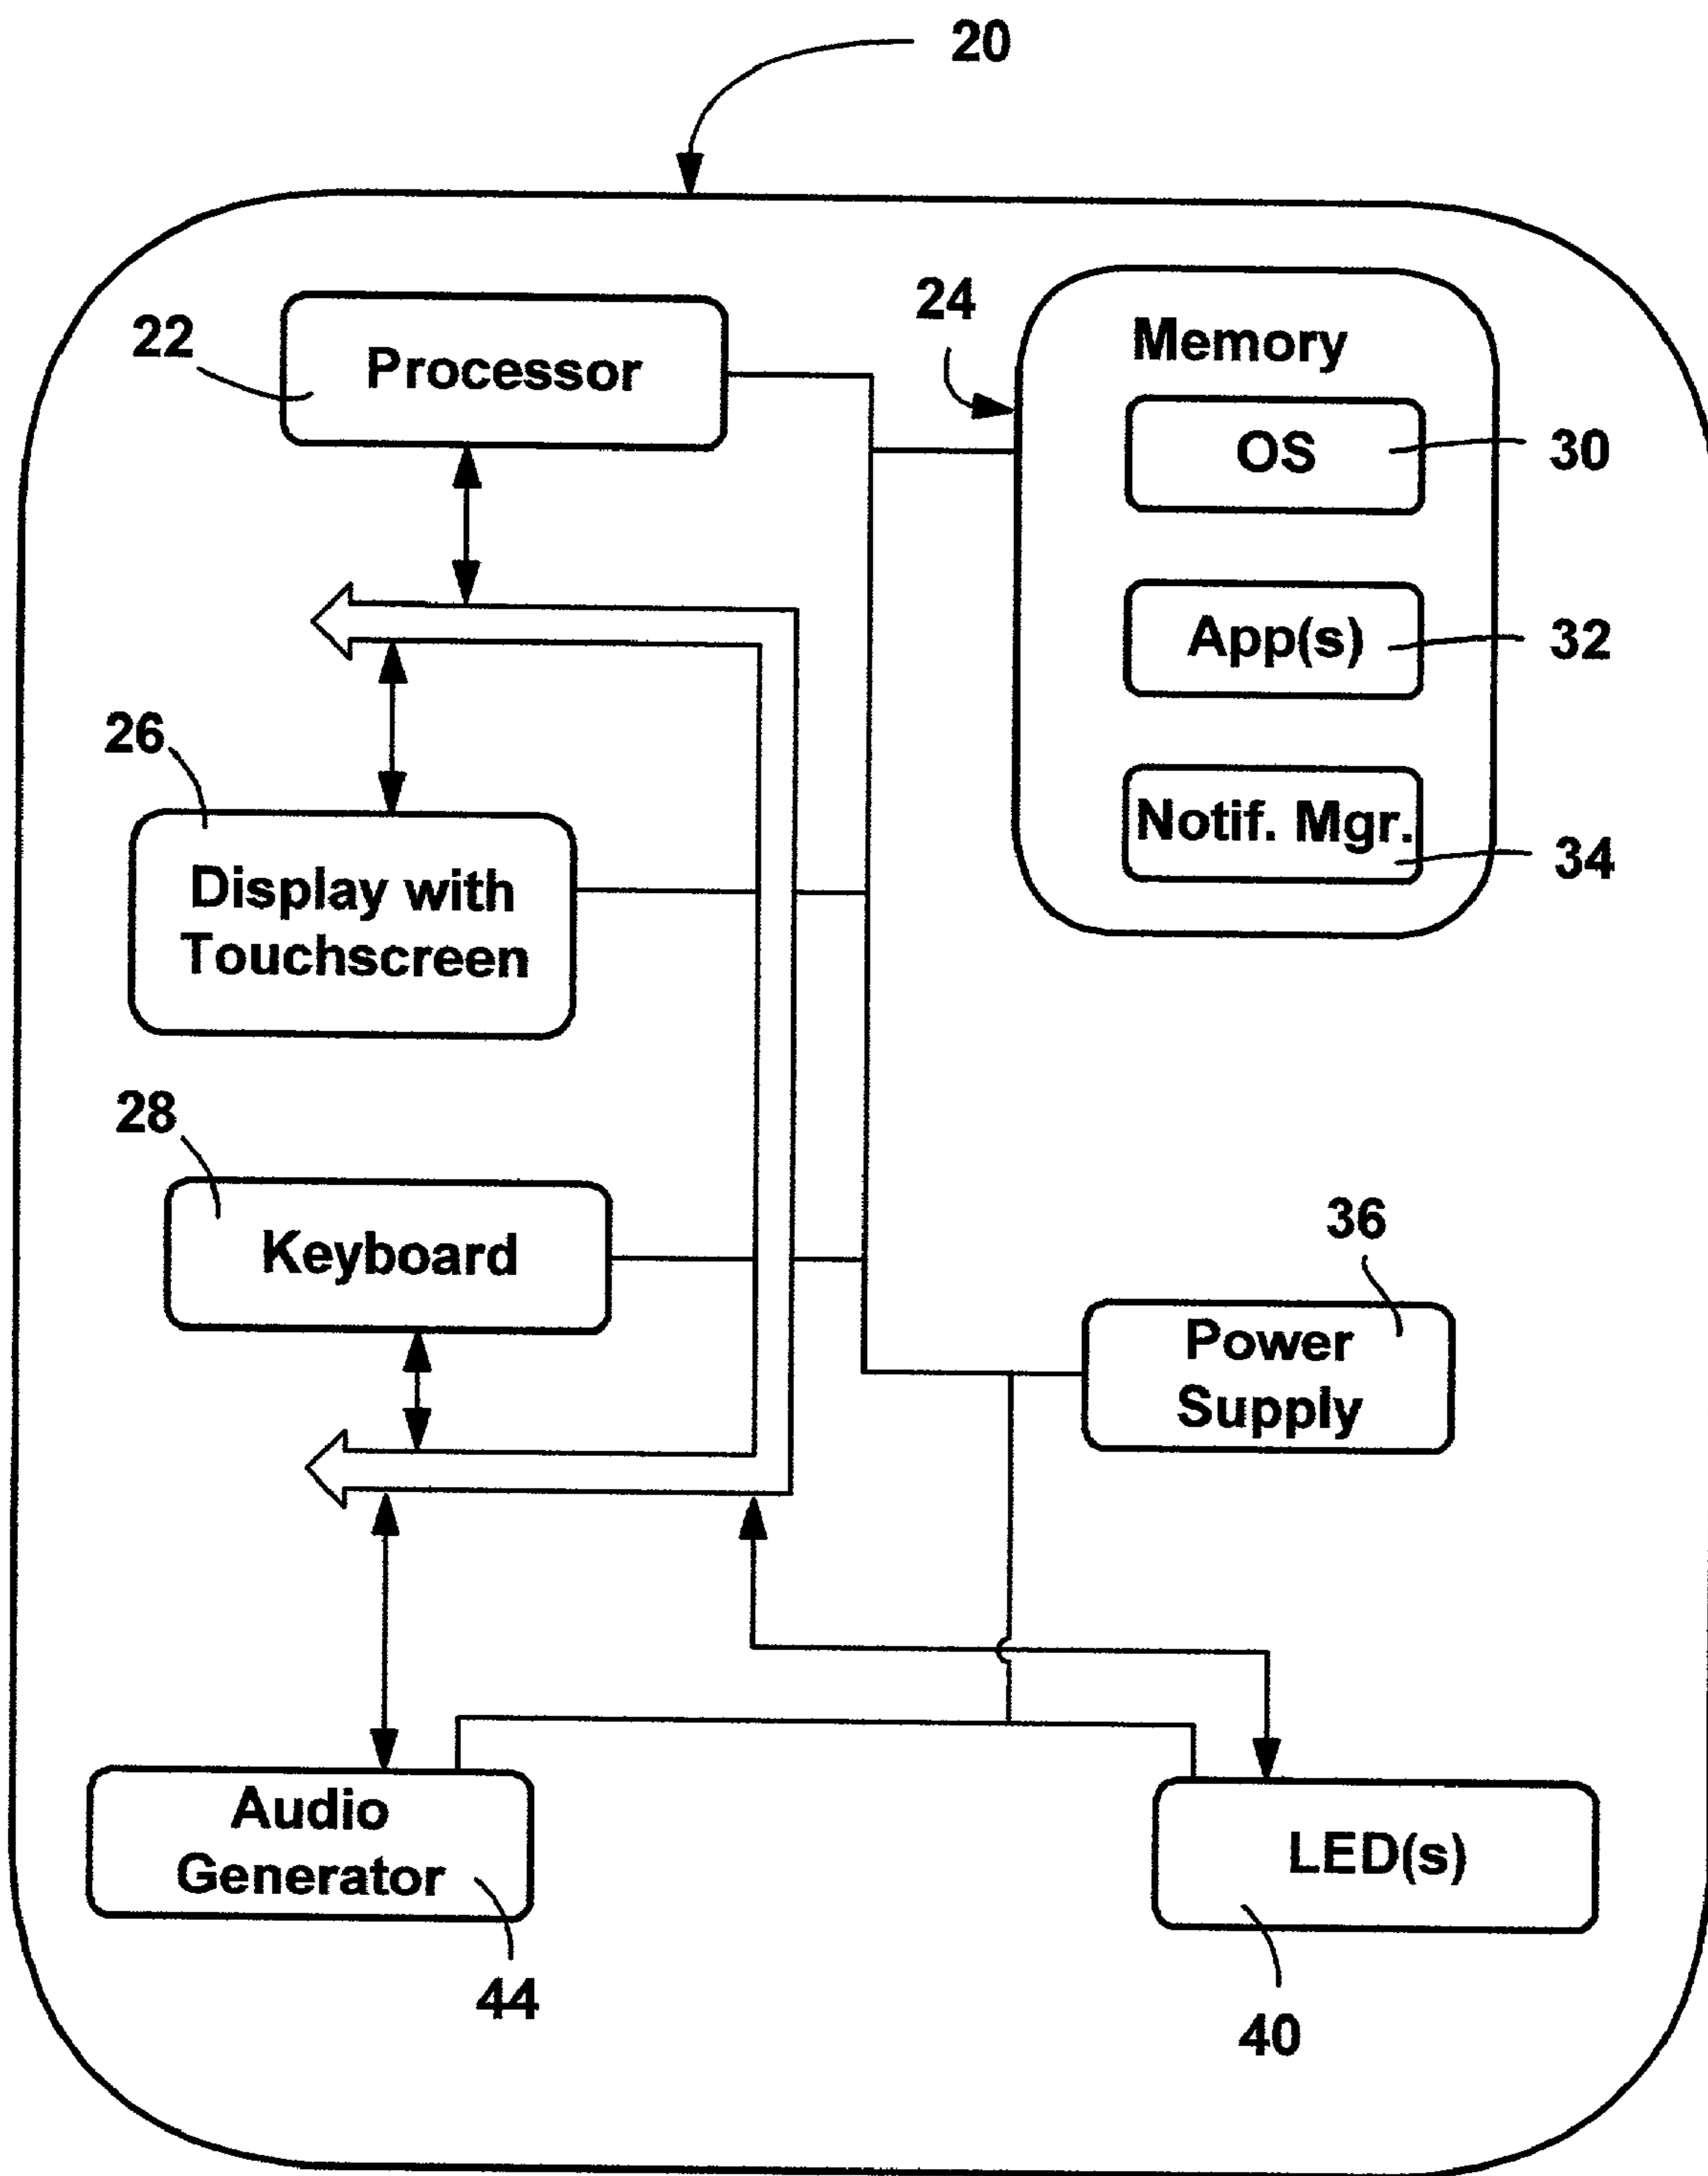 20
24
Memory
22
Processor
OS
30
App(s)
32
26
Notif. Mgr.
34
Display with
Touchscreen
28
Keyboard
36
Power
Supply
Audio
Generator
LED(s)
44
40